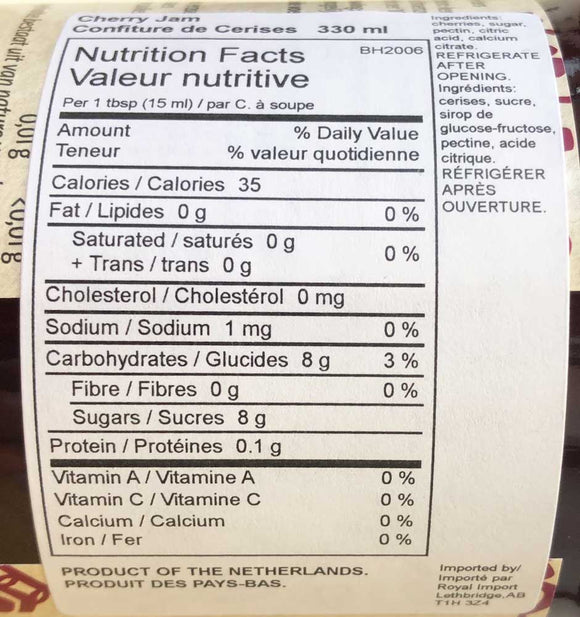 Cherry Jam
Confiture de Cerises 330 ml
Nutrition Facts BH2006
Valeur nutritive
Per 1 tbsp (15 ml) / par C. à soupe
Amount % Daily Value
Teneur % valeur quotidienne
Calories / Calories 35
Fat / Lipides 0 g 0 %
Saturated / saturés 0 g
+ Trans / trans 0 g 0 %
Cholesterol / Cholestérol 0 mg
Sodium / Sodium 1 mg 0 %
Carbohydrates / Glucides 8 g 3 %
Fibre / Fibres 0 g 0 %
Sugars / Sucres 8 g
Protein / Protéines 0.1 g
Vitamin A / Vitamine A 0 %
Vitamin C / Vitamine C 0 %
Calcium / Calcium 0 %
Iron / Fer 0 %
PRODUCT OF THE NETHERLANDS.
PRODUIT DES PAYS-BAS.
Ingredients:
cherries, sugar,
pectin, citric
acid, calcium
citrate.
REFRIGERATE
AFTER
OPENING.
Ingrédients:
cerises, sucre,
sirop de
glucose-fructose,
pectine, acide
citrique.
RÉFRIGÉRER
APRÈS
OUVERTURE.
Imported by/
Importé par
Royal Import
Lethbridge, AB
T1H 3Z4
0,01g
<0,01g